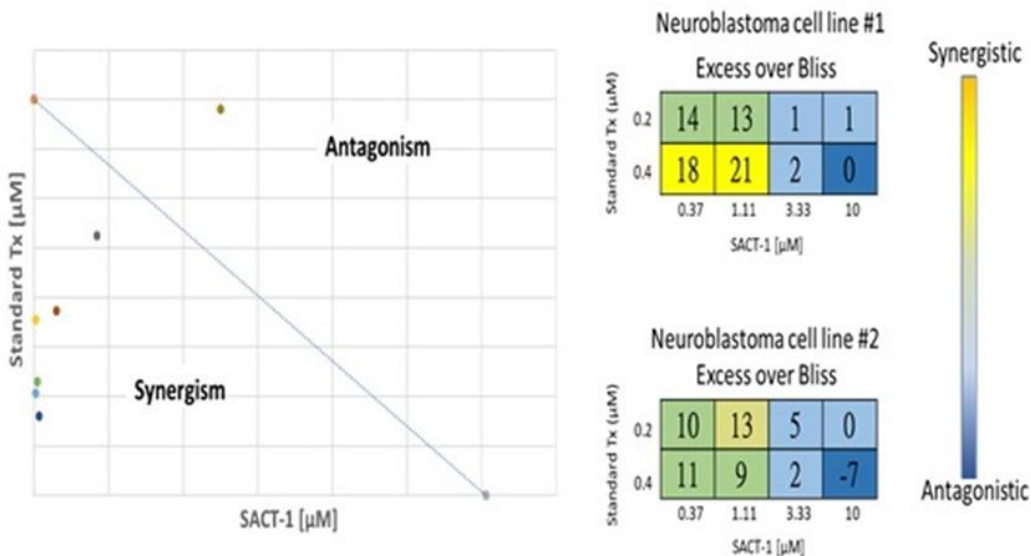 Standard Tx [µM]
Antagonism
Synergism
SACT-1 [µM]
Neuroblastoma cell line #1
Excess over Bliss
Standard Tx (µM)
0.2 14 13 1 1
0.4 18 21 2 0
0.37 1.11 3.33 10
SACT-1 [µM]
Neuroblastoma cell line #2
Excess over Bliss
Standard Tx (µM)
0.2 10 13 5 0
0.4 11 9 2 -7
0.37 1.11 3.33 10
SACT-1 [µM]
Synergistic
Antagonistic